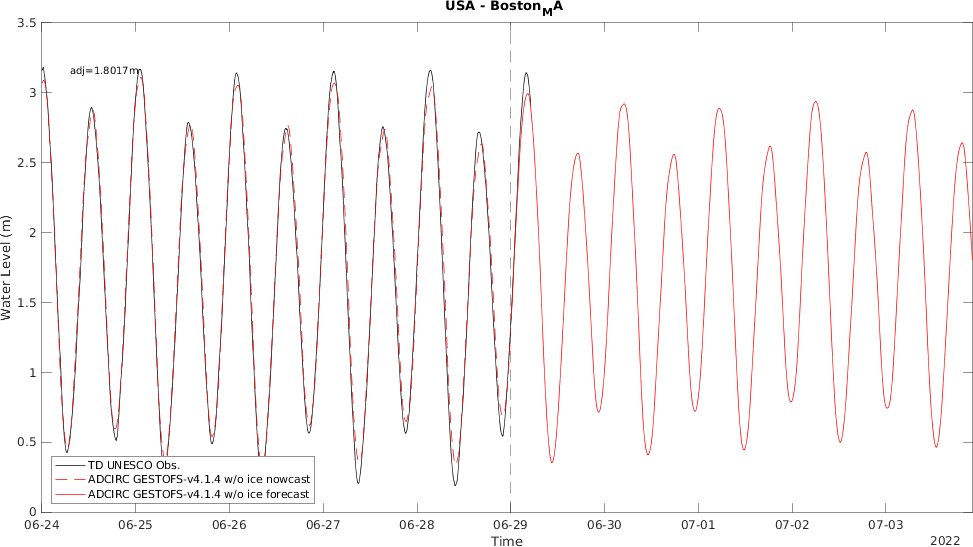 USA - Boston_MA
3.5
adj=1.8017m
3
2.5
2
Water Level (m)
1.5
1
0.5
TD UNESCO Obs.
ADCIRC GESTOFS-v4.1.4 w/o ice nowcast
ADCIRC GESTOFS-v4.1.4 w/o ice forecast
0
06-24 06-25 06-26 06-27 06-28 06-29 06-30 07-01 07-02 07-03
Time
2022